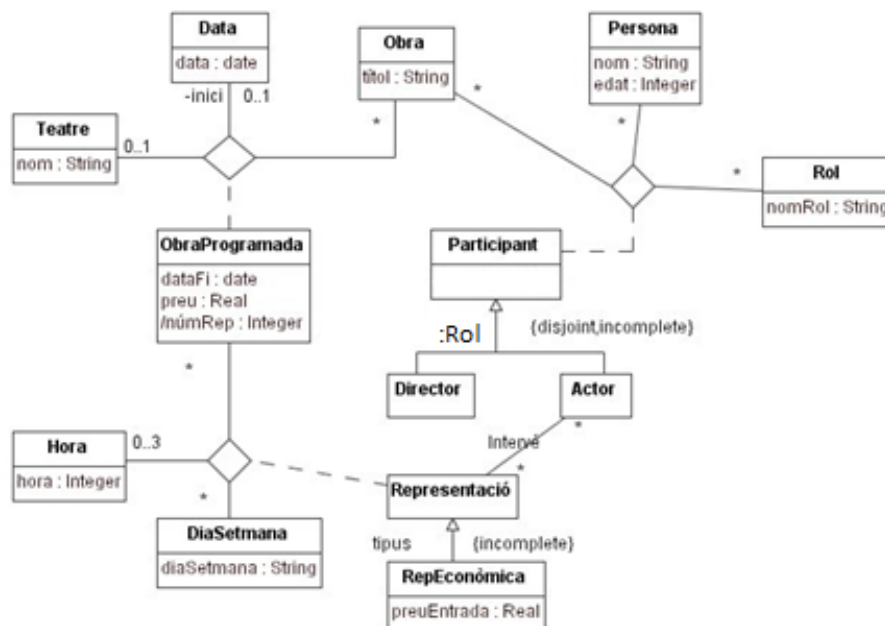 Data
data : date
-inici
0..1
Teatre
nom : String
0..1
Obra
títol : String
*
*
Persona
nom : String
edat : Integer
*
*
Rol
nomRol : String
ObraProgramada
dataFi : date
preu : Real
/númRep : Integer
*
Participant
:Rol
{disjoint,incomplete}
Director
Actor
*
Intervé
*
Hora
hora : Integer
0..3
*
DiaSetmana
diaSetmana : String
Representació
tipus
{incomplete}
RepEconómica
preuEntrada : Real